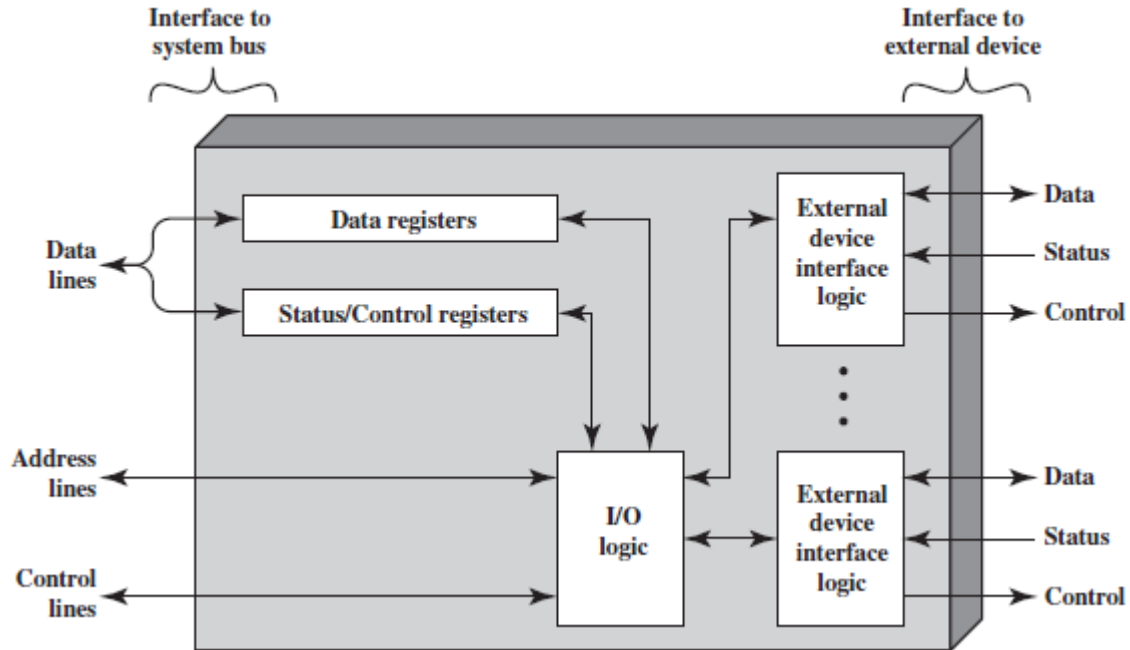 Interface to
system bus
Interface to
external device
Data registers
Status/Control registers
Data
lines
Address
lines
Control
lines
I/O
logic
External
device
interface
logic
Data
Status
Control
External
device
interface
logic
Data
Status
Control